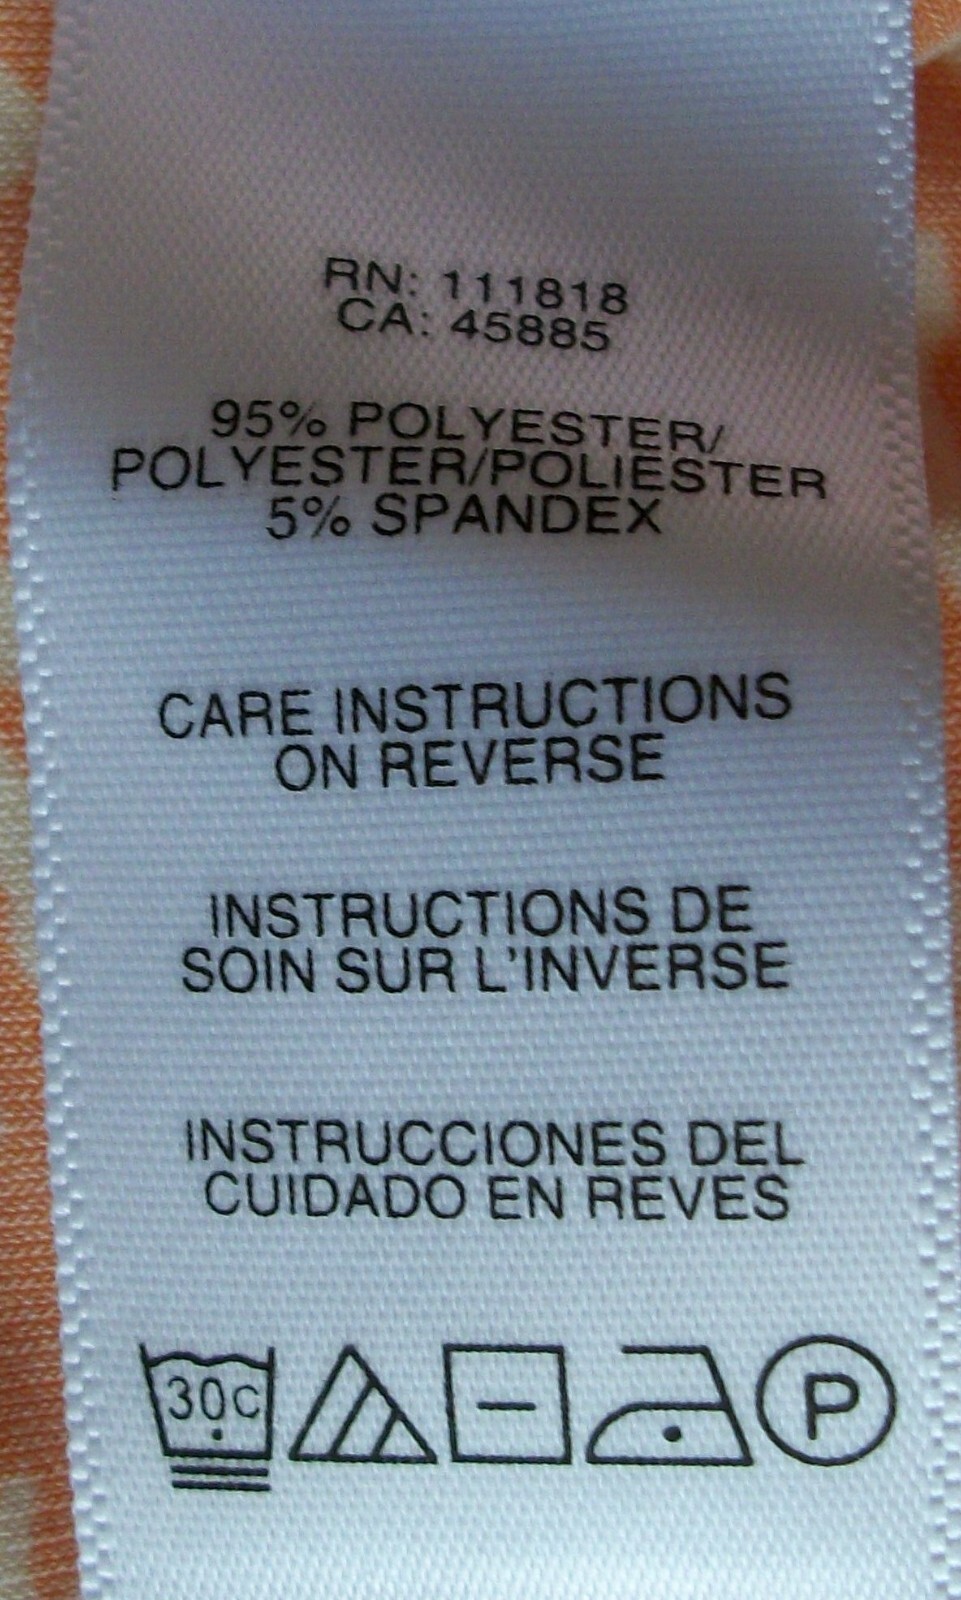 RN: 111818
CA: 45885
95% POLYESTER/
POLYESTER/POLIESTER
5% SPANDEX
CARE INSTRUCTIONS
ON REVERSE
INSTRUCTIONS DE
SOIN SUR L'INVERSE
INSTRUCCIONES DEL
CUIDADO EN REVES
30C
P